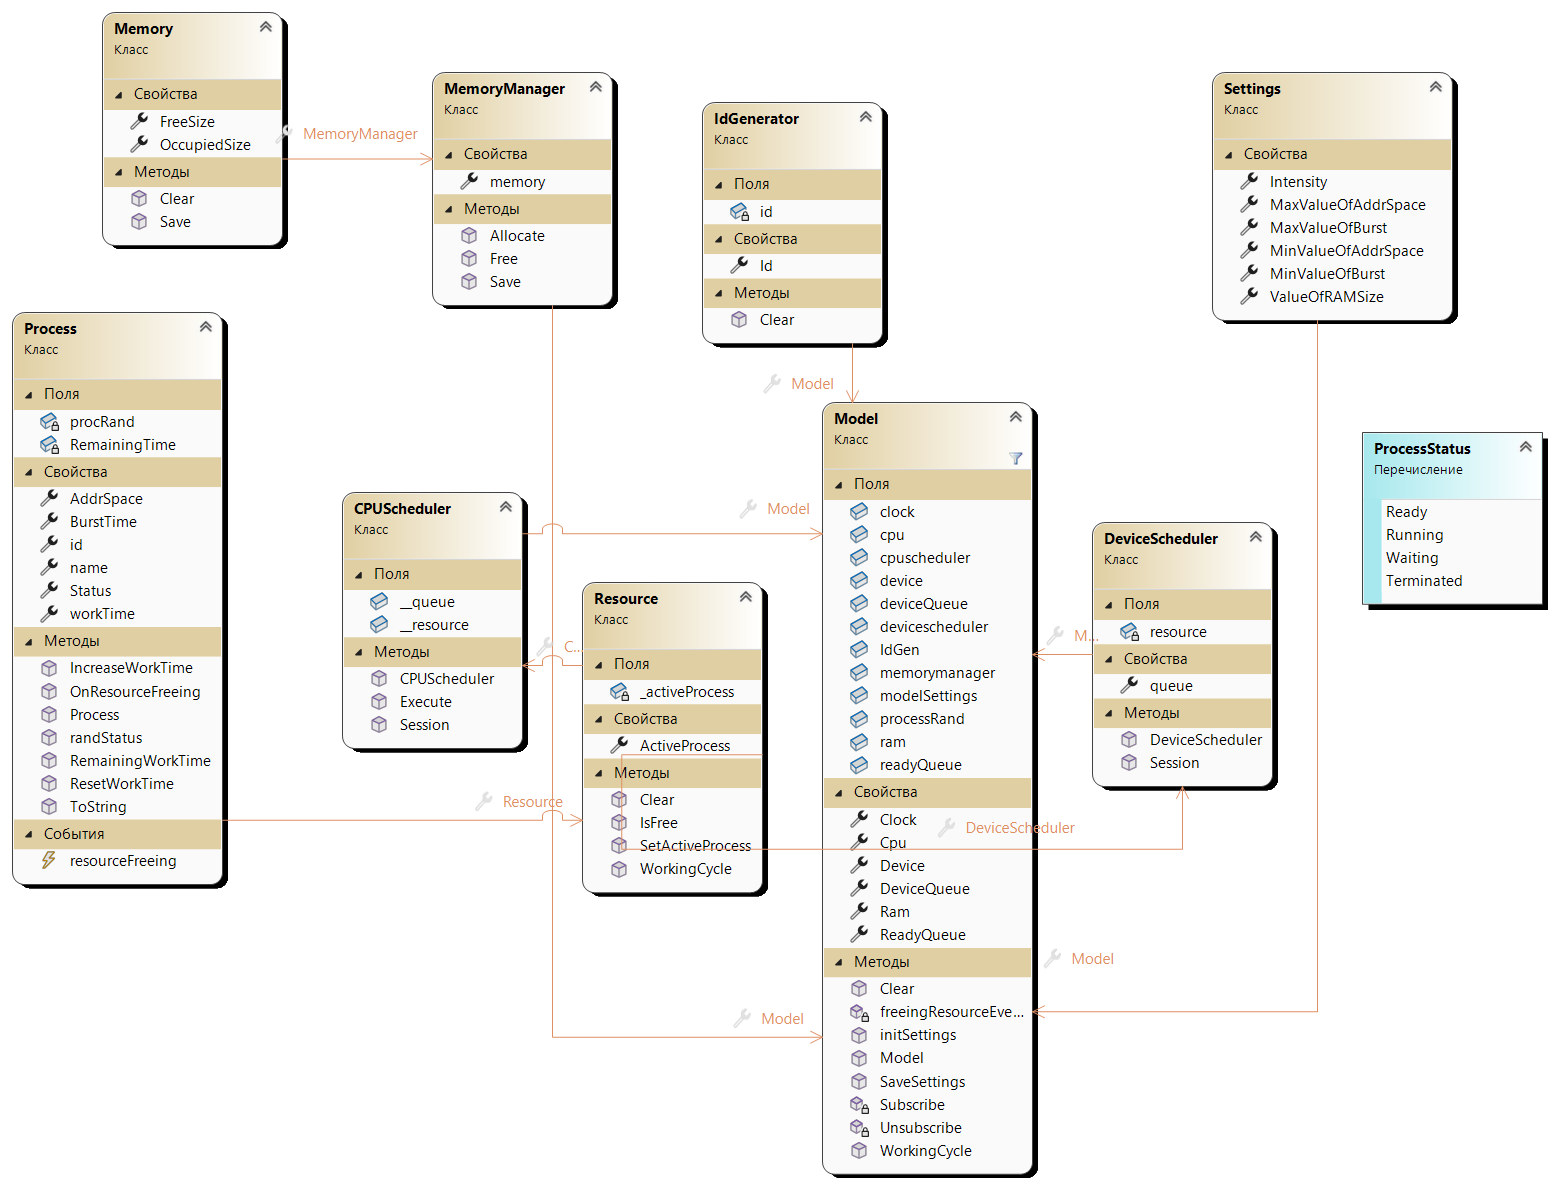 Memory
Класс
Свойства
FreeSize
OccupiedSize
Методы
Clear
Save
MemoryManager
MemoryManager
Класс
Свойства
memory
Методы
Allocate
Free
Save
IdGenerator
Класс
Поля
id
Свойства
Id
Методы
Clear
Model
Settings
Класс
Свойства
Intensity
MaxValueOfAddrSpace
MaxValueOfBurst
MinValueOfAddrSpace
MinValueOfBurst
ValueOfRAMSize
Process
Класс
Поля
procRand
RemainingTime
Свойства
AddrSpace
BurstTime
id
name
Status
workTime
Методы
IncreaseWorkTime
OnResourceFreeing
Process
randStatus
RemainingWorkTime
ResetWorkTime
ToString
События
resourceFreeing
CPUScheduler
Класс
Поля
__queue
__resource
Методы
CPUScheduler
Execute
Session
Model
C...
Resource
Resource
Класс
Поля
_activeProcess
Свойства
ActiveProcess
Методы
Clear
IsFree
SetActiveProcess
WorkingCycle
Model
Model
Класс
Поля
clock
cpu
cpuscheduler
device
deviceQueue
devicescheduler
IdGen
memorymanager
modelSettings
processRand
ram
readyQueue
Свойства
Clock
Cpu
Device
DeviceQueue
Ram
ReadyQueue
Методы
Clear
freeingResourceEve...
initSettings
Model
SaveSettings
Subscribe
Unsubscribe
WorkingCycle
M...
DeviceScheduler
Model
DeviceScheduler
Класс
Поля
resource
Свойства
queue
Методы
DeviceScheduler
Session
ProcessStatus
Перечисление
Ready
Running
Waiting
Terminated